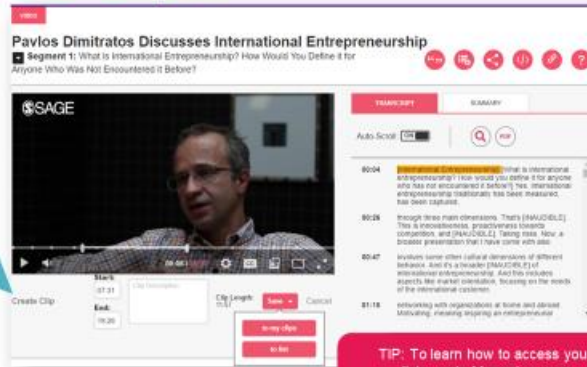 VIDEO
Pavlos Dimitratos Discusses International Entrepreneurship
Segment 1: What is International Entrepreneurship? How Would You Define it for
Anyone Who Was Not Encountered it Before?
SAGE
TRANSCRIPT
SUMMARY
Auto-Scroll
ON
PDF
00:04
[International Entrepreneurship] [What is international
entrepreneurship? How would you define it for anyone
who has not encountered it before?] Yes, international
entrepreneurship traditionally has been measured,
has been captured,
00:26
through three main dimensions. That's [INAUDIBLE].
This is innovativeness, proactiveness towards
competition, and [INAUDIBLE]. Taking risks. Now, a
broader presentation that I have come with also
00:47
involves some other cultural dimensions of different
behavior. And it's a broader [INAUDIBLE] of
international entrepreneurship. And this includes
aspects like market orientation, focusing on the needs
of the international customer,
01:18
networking with organizations at home and abroad.
Motivating, meaning inspiring an entrepreneurial
Create Clip
Start:
07:31
End:
19:20
Clip Description
Clip Length:
Save
Cancel
to my clips
to list
TIP: To learn how to access you